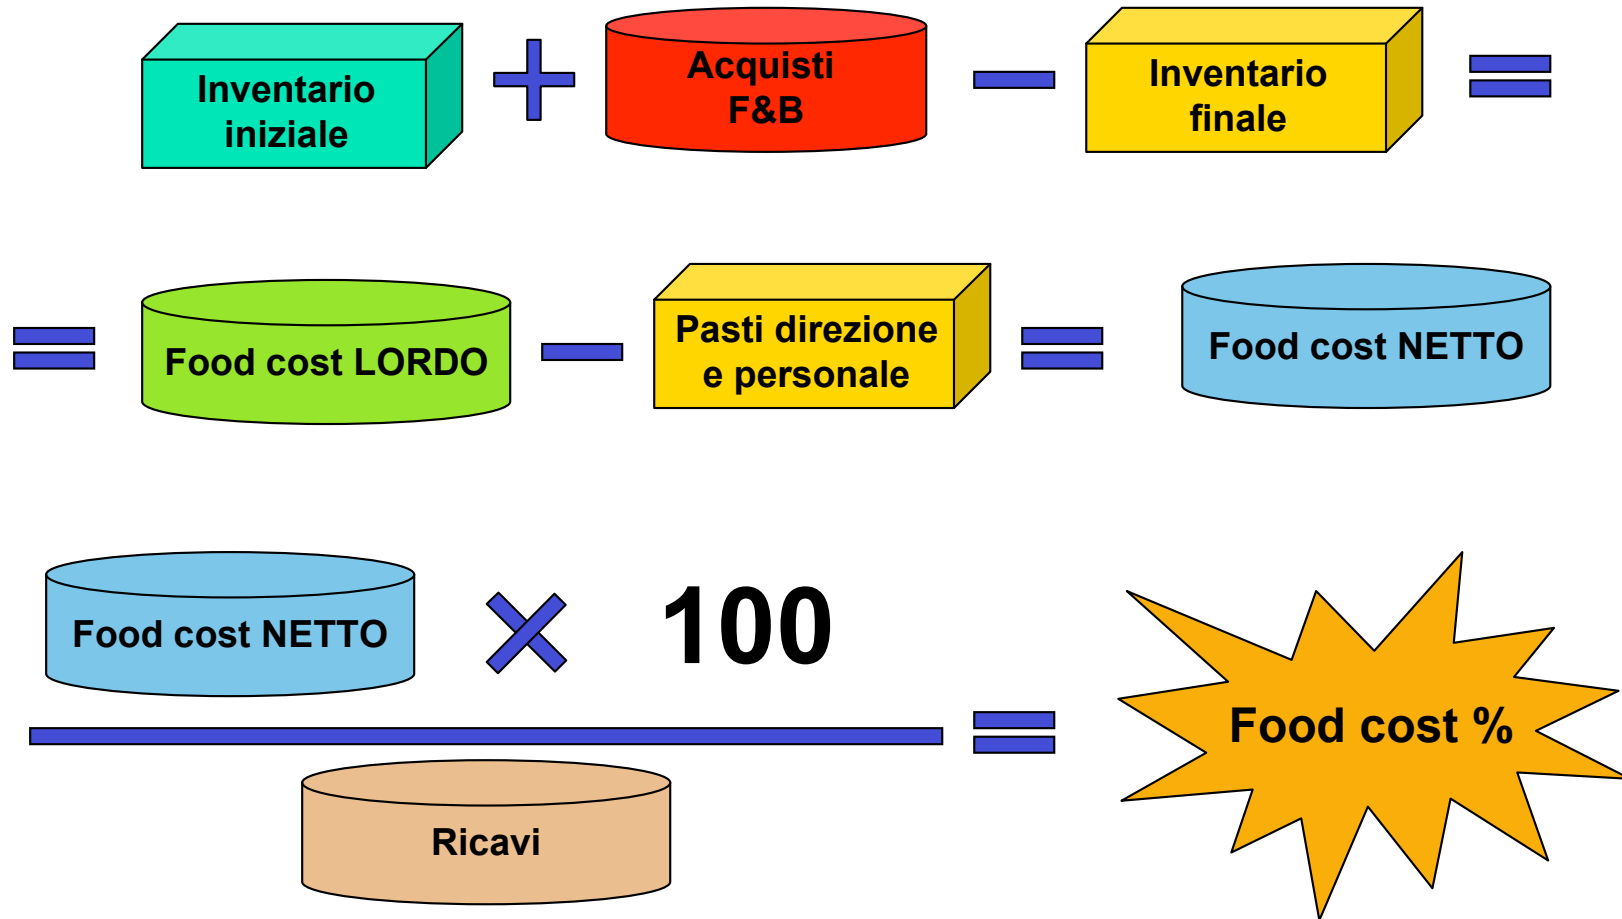 Inventario
iniziale
Acquisti
F&B
Inventario
finale
Food cost LORDO
Pasti direzione
e personale
Food cost NETTO
Food cost NETTO
100
Ricavi
Food cost %